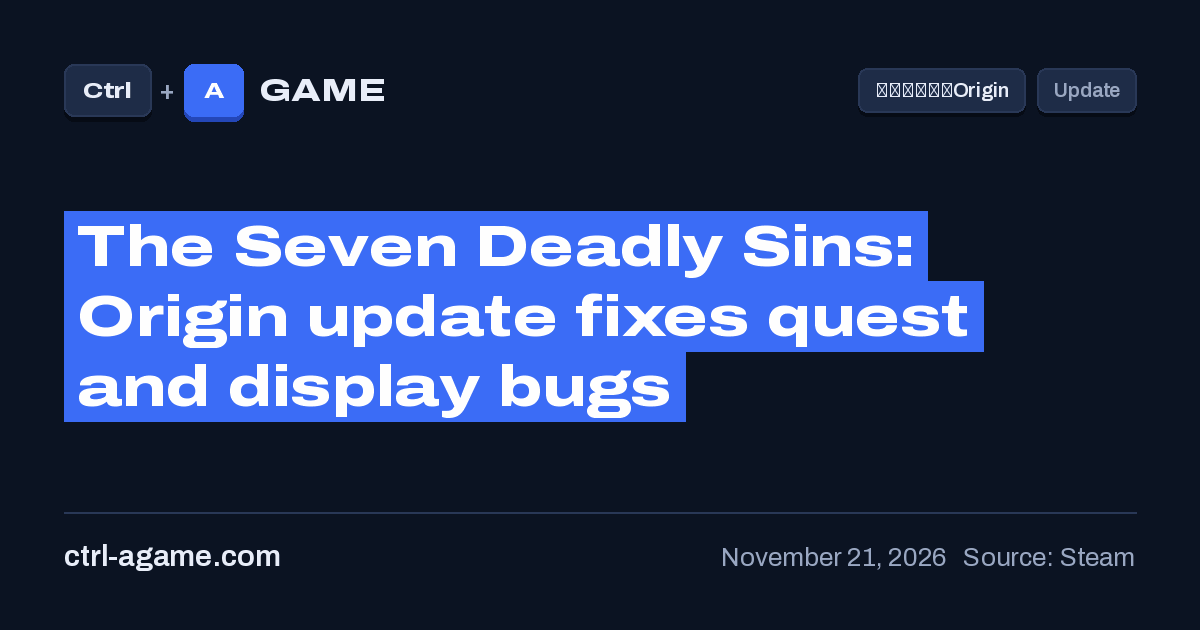 Ctrl + A GAME
Origin
Update
The Seven Deadly Sins:
Origin update fixes quest
and display bugs
ctrl-agame.com
November 21, 2026 Source: Steam